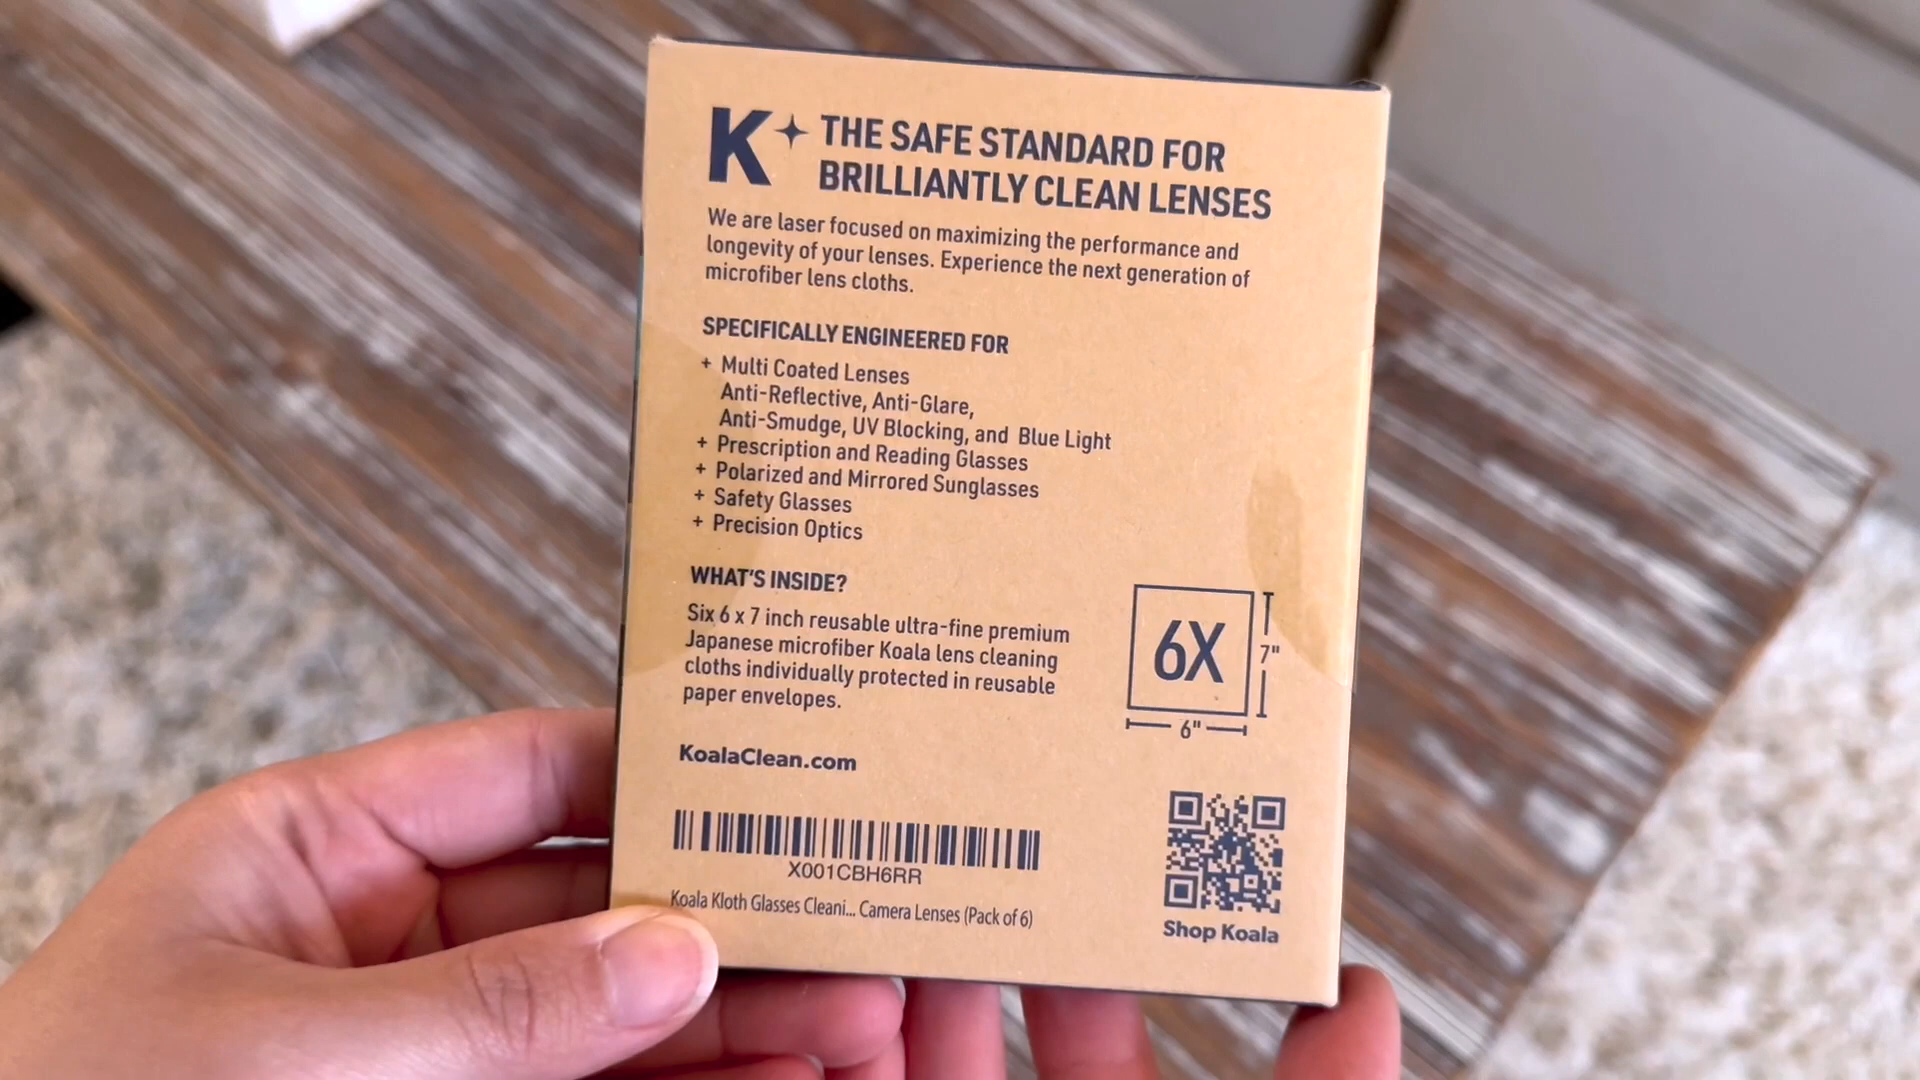 K THE SAFE STANDARD FOR
BRILLIANTLY CLEAN LENSES
We are laser focused on maximizing the performance and
longevity of your lenses. Experience the next generation of
microfiber lens cloths.
SPECIFICALLY ENGINEERED FOR
+ Multi Coated Lenses
Anti-Reflective, Anti-Glare,
Anti-Smudge, UV Blocking, and Blue Light
+ Prescription and Reading Glasses
+ Polarized and Mirrored Sunglasses
+ Safety Glasses
+ Precision Optics
WHAT'S INSIDE?
Six 6 x 7 inch reusable ultra-fine premium
Japanese microfiber Koala lens cleaning
cloths individually protected in reusable
paper envelopes.
6X
7"
6"
KoalaClean.com
X001CBH6RR
Koala Kloth Glasses Cleani... Camera Lenses (Pack of 6)
Shop Koala